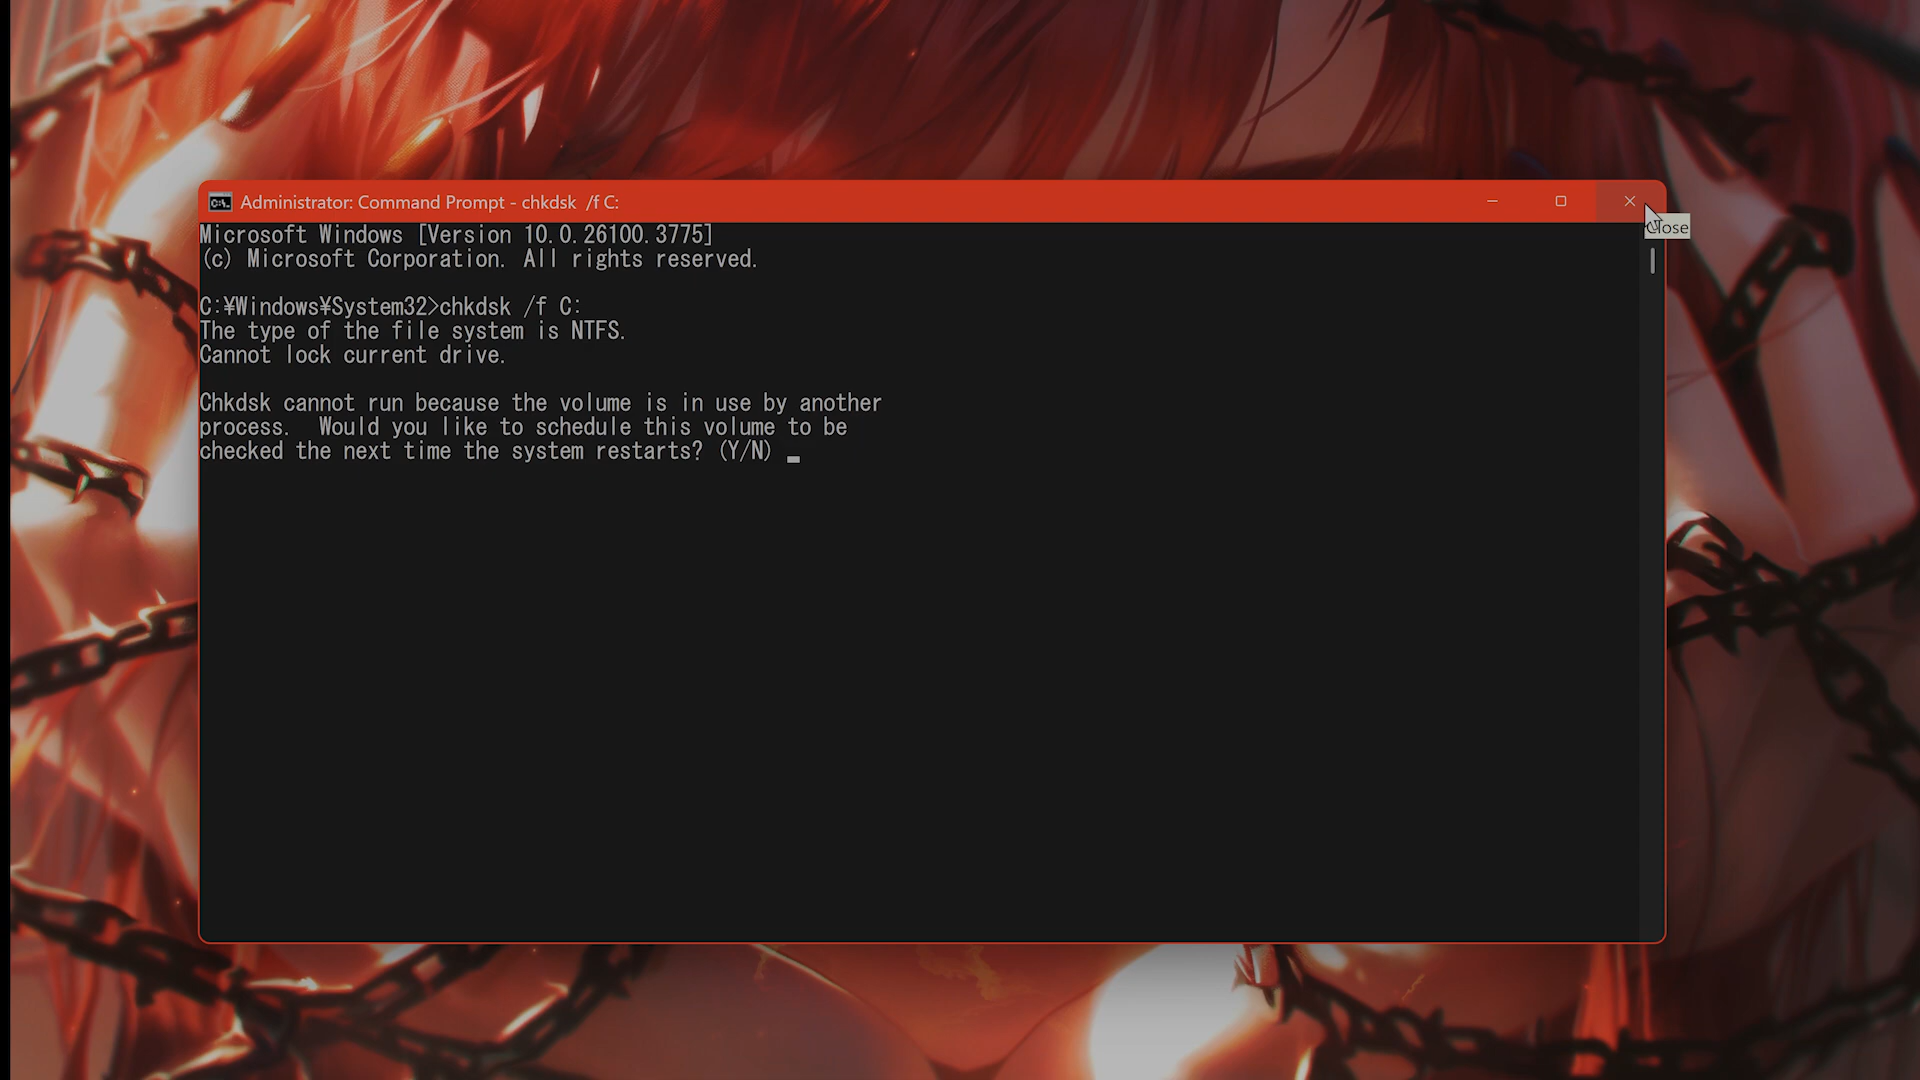 Administrator: Command Prompt - chkdsk  /f C:
Close
Microsoft Windows [Version 10.0.26100.3775]
(c) Microsoft Corporation. All rights reserved.
C:¥Windows¥System32>chkdsk /f C:
The type of the file system is NTFS.
Cannot lock current drive.
Chkdsk cannot run because the volume is in use by another
process.  Would you like to schedule this volume to be
checked the next time the system restarts? (Y/N)